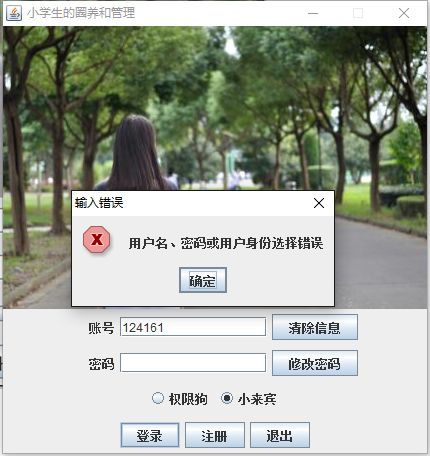 小学生的圈养和管理
输入错误
用户名、密码或用户身份选择错误
确定
账号 124161 清除信息
密码 修改密码
权限狗 小来宾
登录 注册 退出